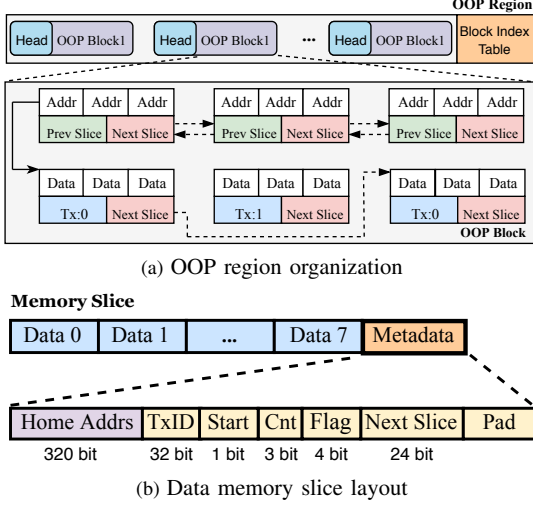 OOP Region
Head OOP Block1 Head OOP Block1 ... Head OOP Block1 Block Index Table
Addr Addr Addr Addr Addr Addr Addr Addr Addr
Prev Slice Next Slice Prev Slice Next Slice Prev Slice Next Slice
Data Data Data Data Data Data Data Data Data
Tx:0 Next Slice Tx:1 Next Slice Tx:0 Next Slice
OOP Block
(a) OOP region organization
Memory Slice
Data 0 Data 1 ... Data 7 Metadata
Home Addrs TxID Start Cnt Flag Next Slice Pad
320 bit 32 bit 1 bit 3 bit 4 bit 24 bit
(b) Data memory slice layout